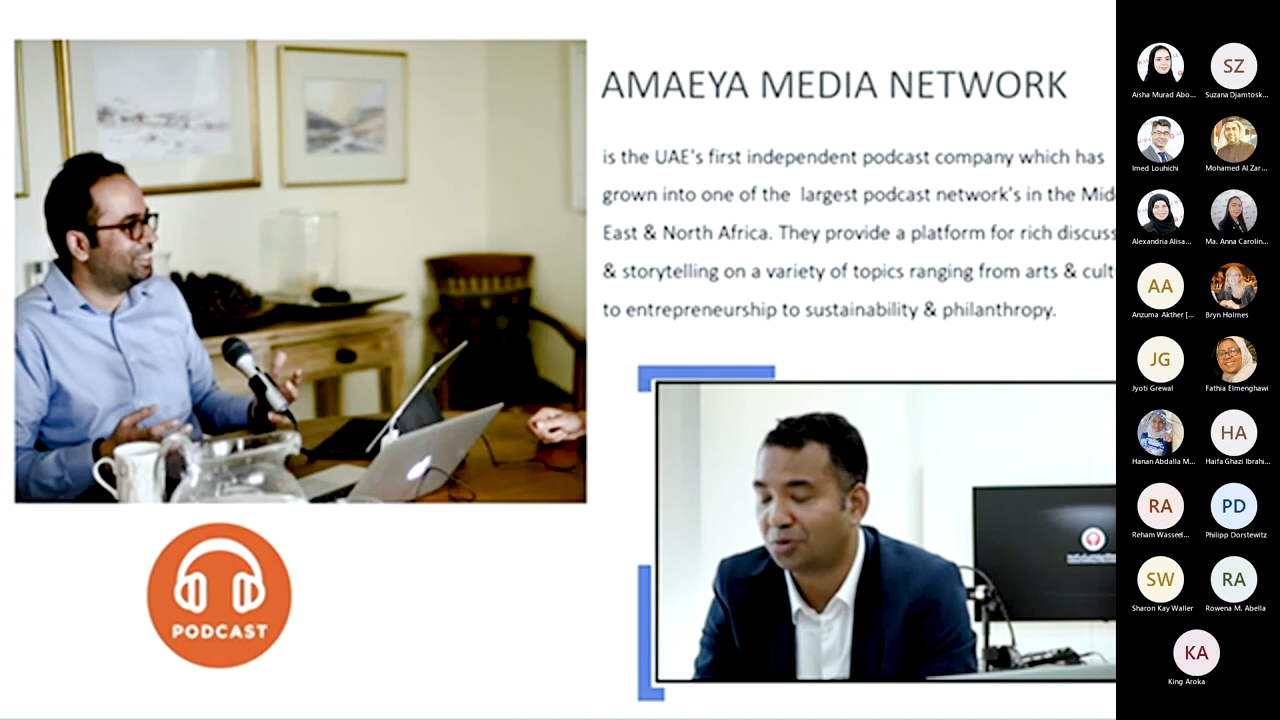 AMAEYA MEDIA NETWORK
is the UAE's first independent podcast company which has
grown into one of the largest podcast network's in the Mid
East & North Africa. They provide a platform for rich discuss
& storytelling on a variety of topics ranging from arts & cult
to entrepreneurship to sustainability & philanthropy.
PODCAST
Aisha Murad Abo...
SZ
Suzana Djamtosk...
Imed Louhichi
Mohamed Al Zar...
Alexandria Alisa...
Ma. Anna Carolin...
AA
Anzuma Akther [...
Bryn Holmes
JG
Jyoti Grewal
Fathia Elmenghawi
Hanan Abdalla M...
HA
Haifa Ghazi Ibrahi...
RA
Reham Wasseel...
PD
Philipp Dorstewitz
SW
Sharon Kay Waller
RA
Rowena M. Abella
KA
King Aroka